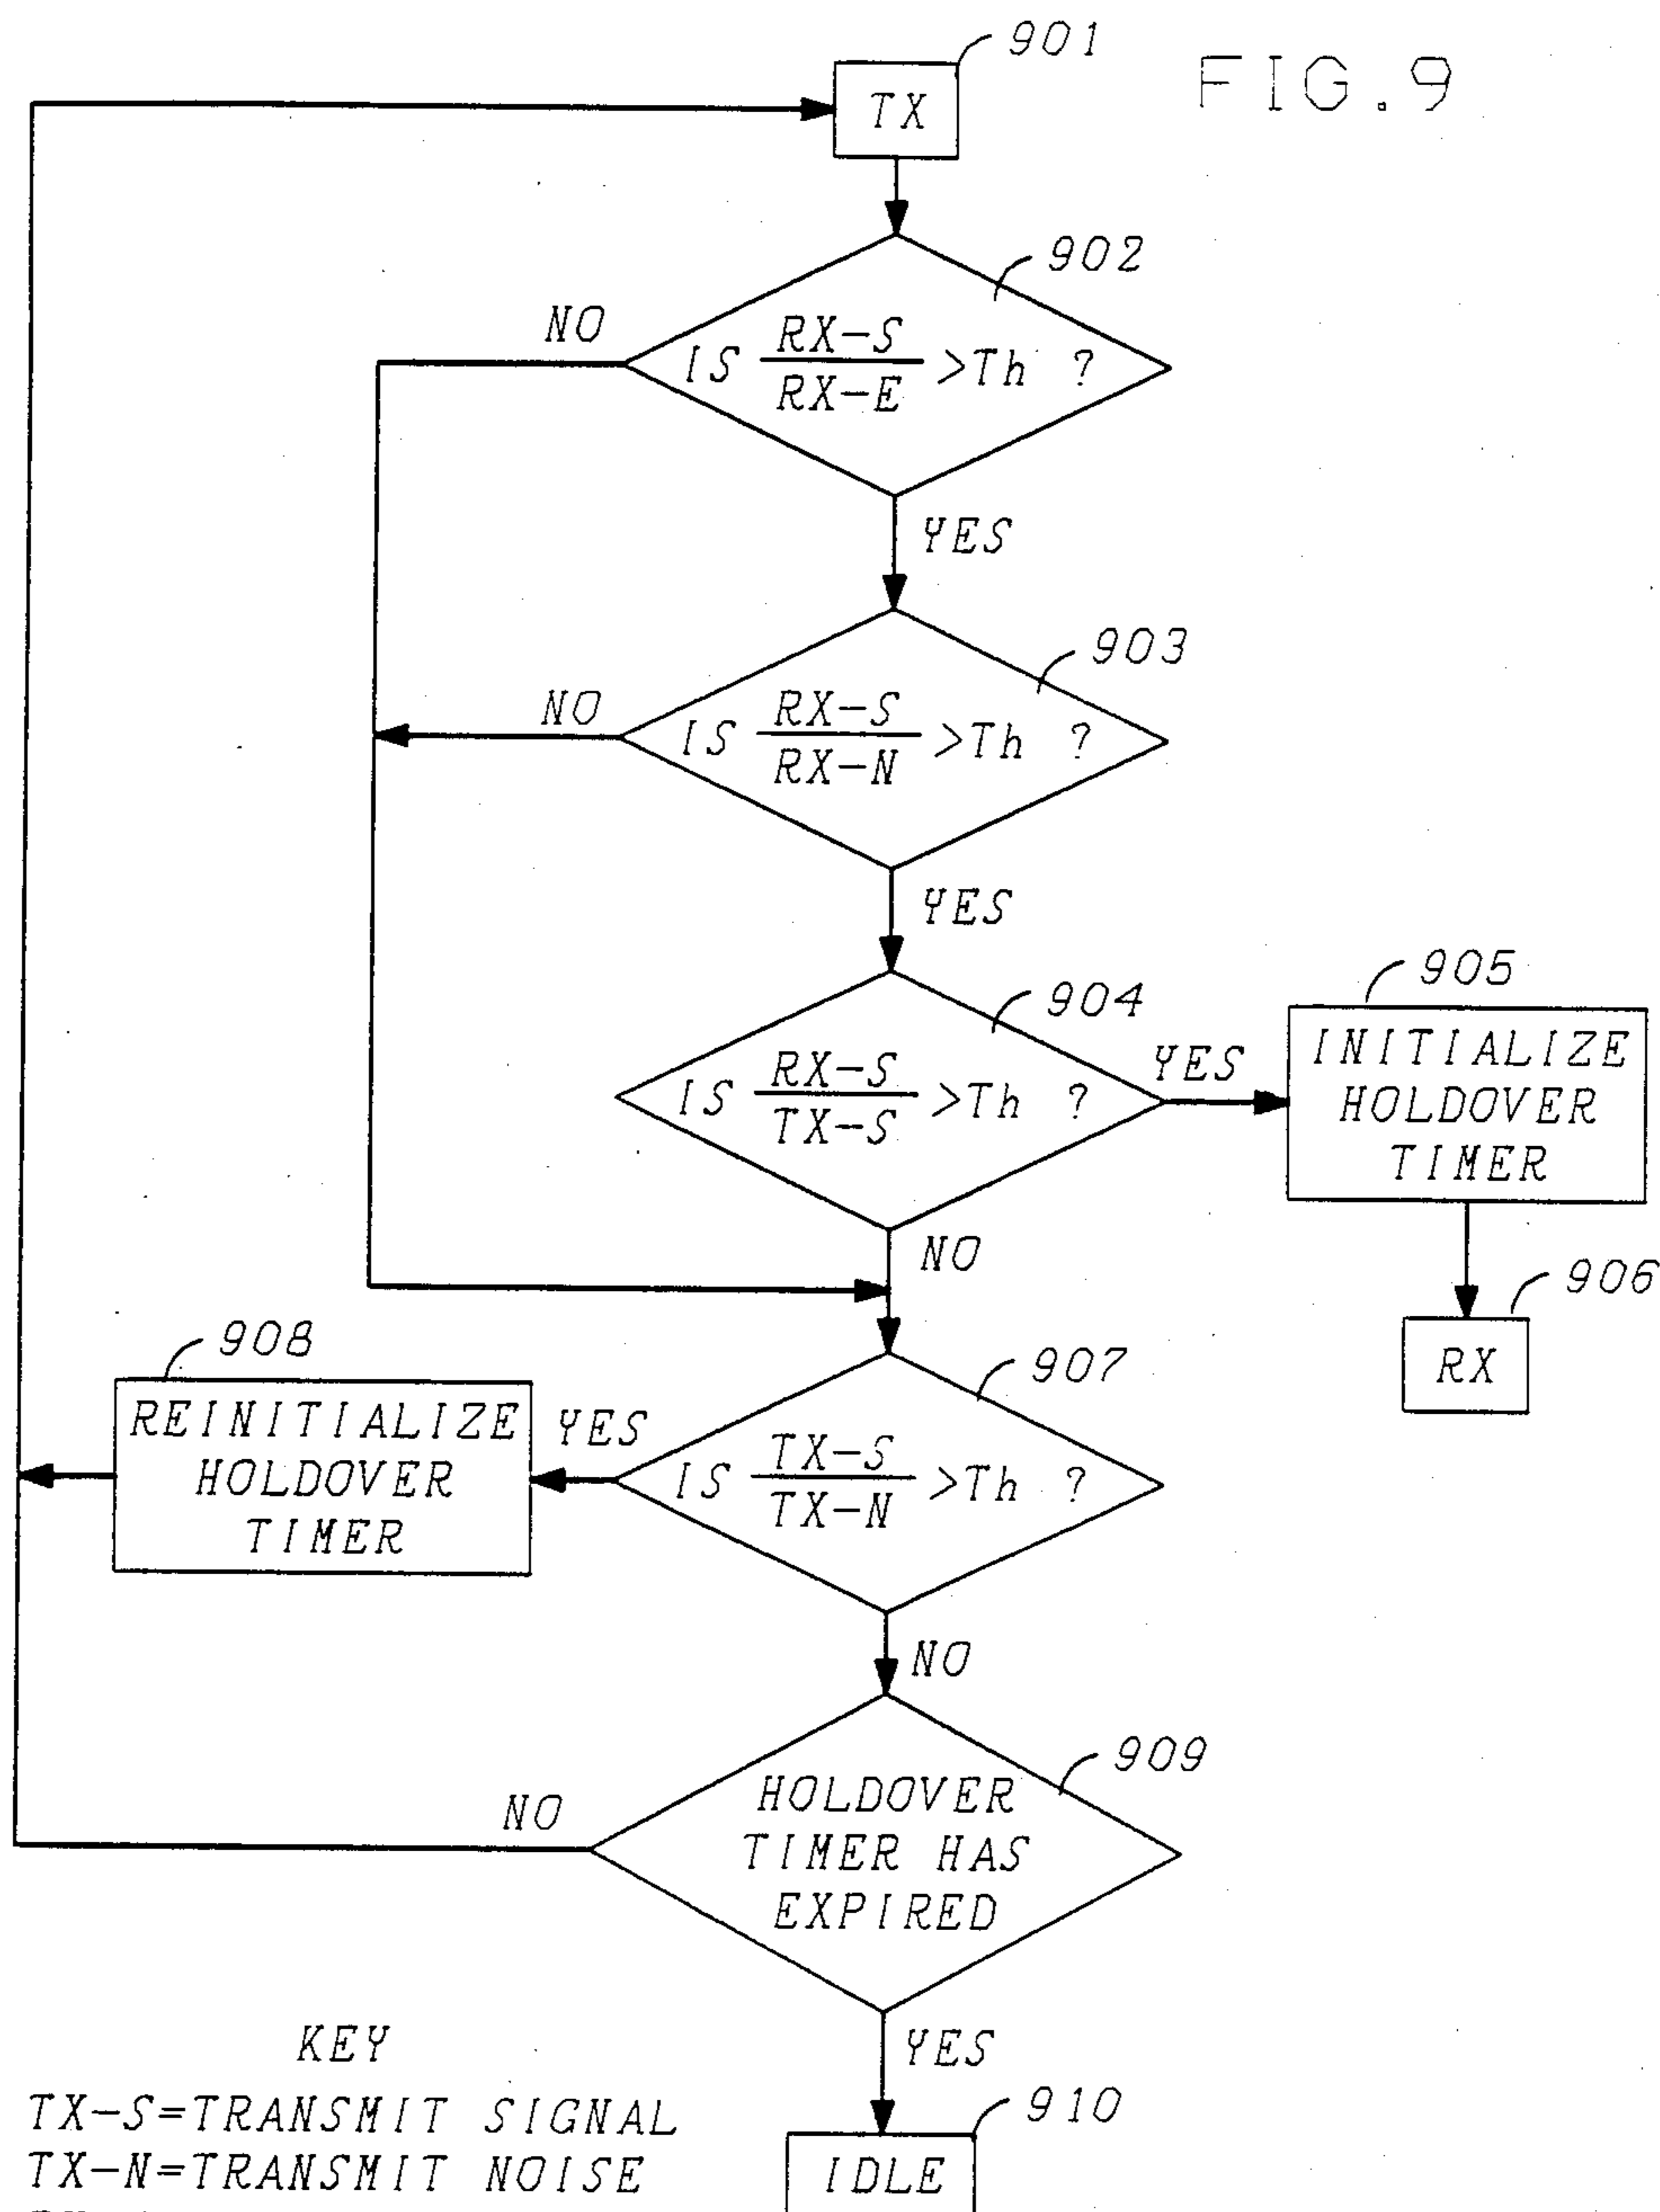 901
FIG.9
TX
902
NO
IS RX-S / RX-E >Th ?
YES
903
NO
IS RX-S / RX-N >Th ?
YES
904
IS RX-S / TX-S >Th ?
YES
905
INITIALIZE
HOLDOVER
TIMER
NO
906
RX
907
908
REINITIALIZE
HOLDOVER
TIMER
YES
IS TX-S / TX-N >Th ?
NO
909
HOLDOVER
TIMER HAS
EXPIRED
NO
YES
910
IDLE
KEY
TX-S=TRANSMIT SIGNAL
TX-N=TRANSMIT NOISE